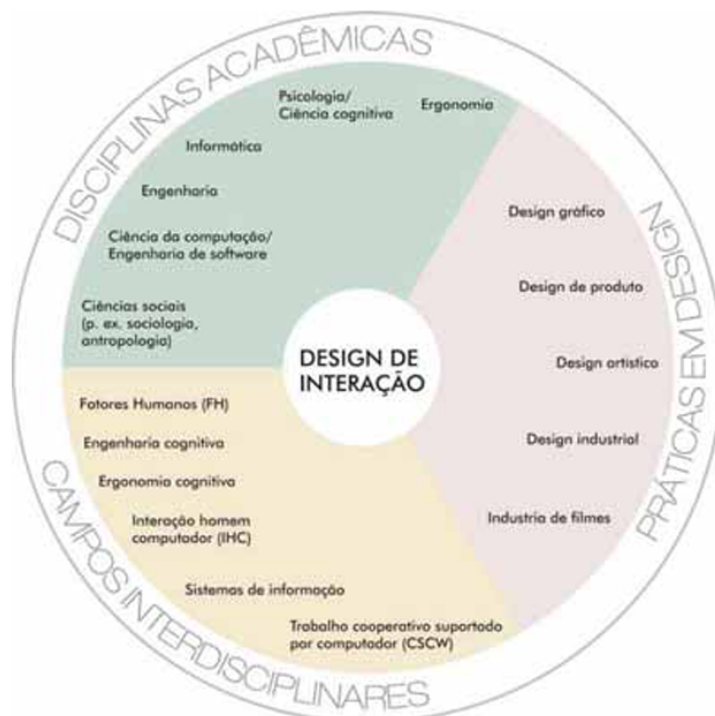 DISCIPLINAS ACADÊMICAS
Psicologia/
Ciência cognitiva
Ergonomia
Informática
Engenharia
Ciência da computação/
Engenharia de software
Ciências sociais
(p. ex. sociologia,
antropologia)
PRÁTICAS EM DESIGN
Design gráfico
Design de produto
Design artístico
Design industrial
Industria de filmes
DESIGN DE
INTERAÇÃO
CAMPOS INTERDISCIPLINARES
Fatores Humanos (FH)
Engenharia cognitiva
Ergonomia cognitiva
Interação homem
computador (IHC)
Sistemas de informação
Trabalho cooperativo suportado
por computador (CSCW)